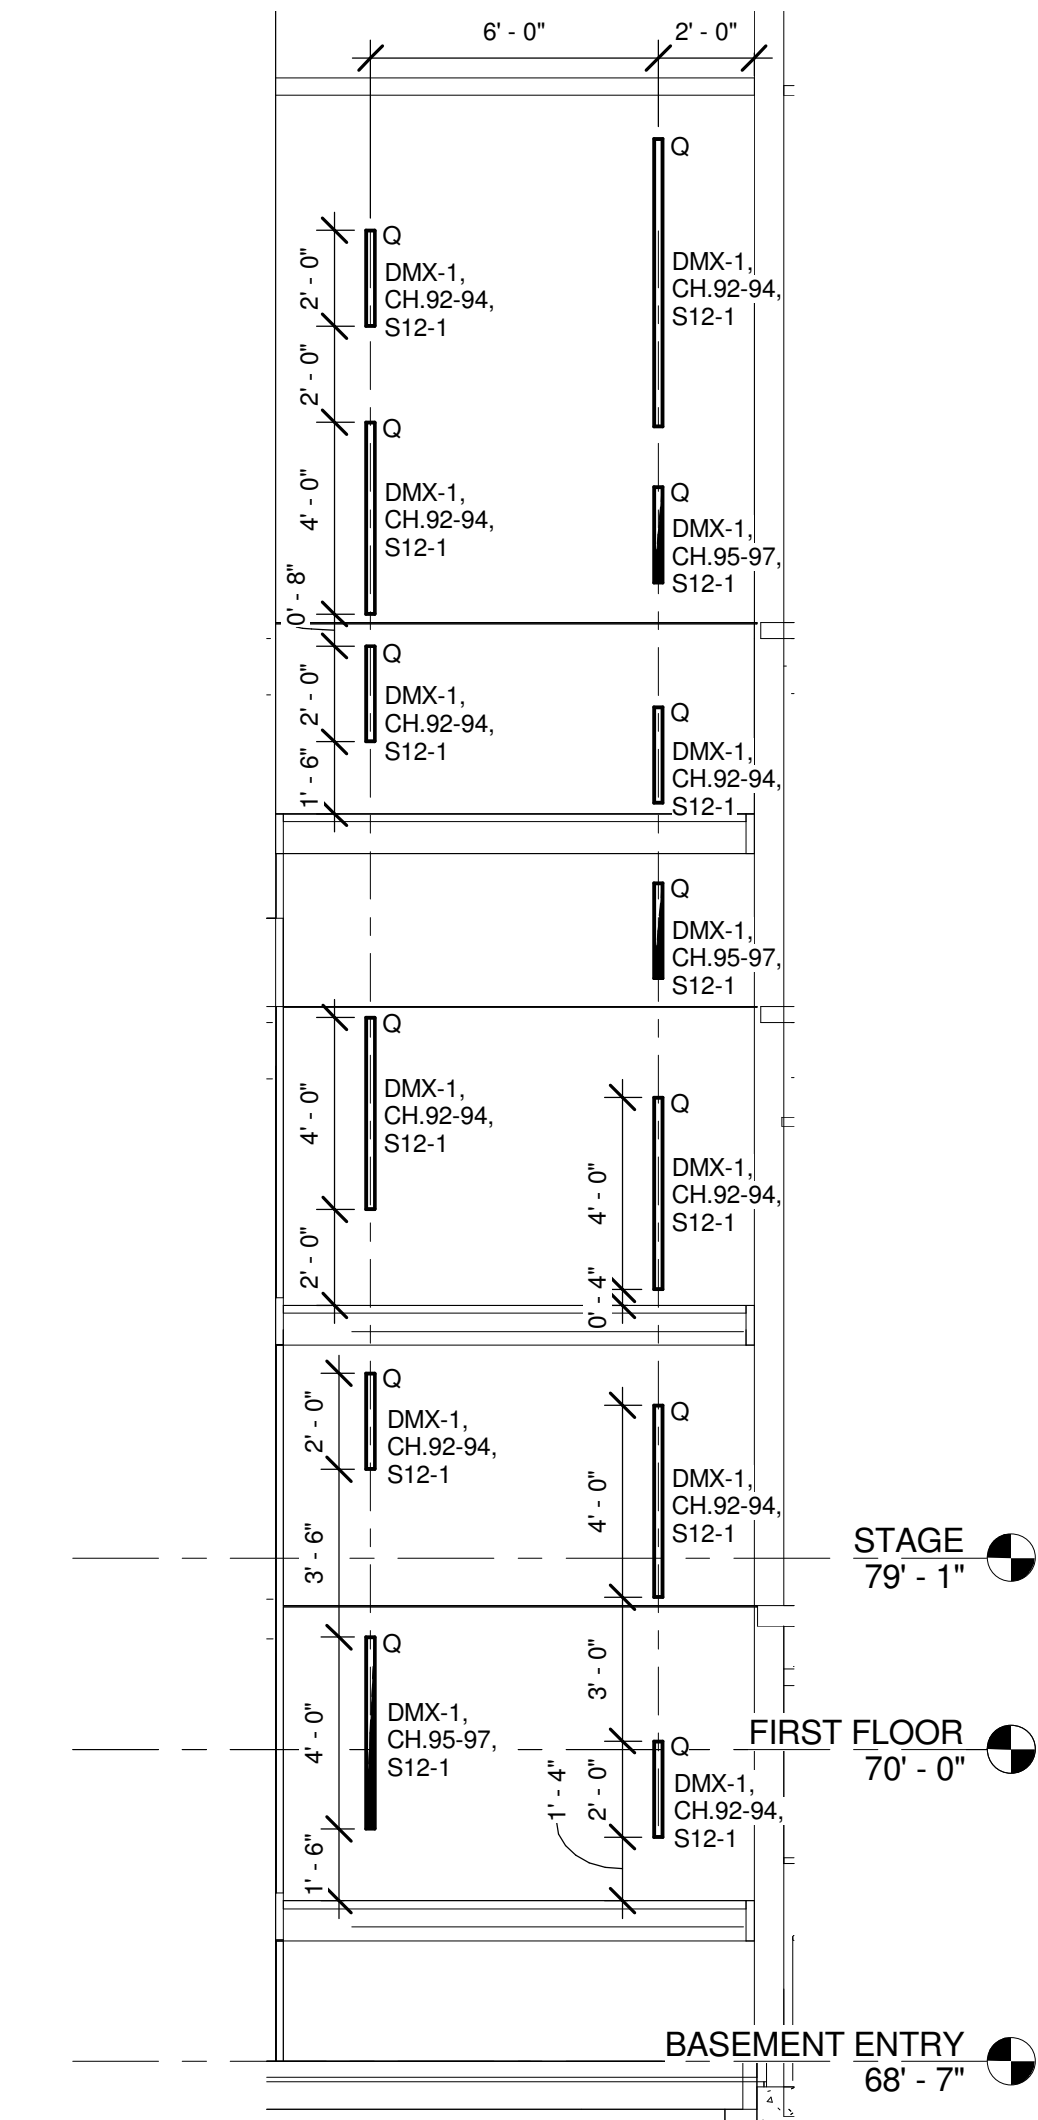 6' - 0"
2' - 0"
Q
Q
2' - 0"
DMX-1,
CH.92-94,
S12-1
DMX-1,
CH.92-94,
S12-1
2' - 0"
Q
4' - 0"
DMX-1,
CH.92-94,
S12-1
Q
DMX-1,
CH.95-97,
S12-1
0' - 8"
Q
2' - 0"
DMX-1,
CH.92-94,
S12-1
Q
DMX-1,
CH.92-94,
S12-1
1' - 6"
Q
DMX-1,
CH.95-97,
S12-1
Q
4' - 0"
DMX-1,
CH.92-94,
S12-1
Q
4' - 0"
DMX-1,
CH.92-94,
S12-1
2' - 0"
0' - 4"
Q
2' - 0"
DMX-1,
CH.92-94,
S12-1
Q
4' - 0"
DMX-1,
CH.92-94,
S12-1
3' - 6"
STAGE
79' - 1"
Q
4' - 0"
DMX-1,
CH.95-97,
S12-1
3' - 0"
FIRST FLOOR
70' - 0"
Q
1' - 4"
2' - 0"
DMX-1,
CH.92-94,
S12-1
1' - 6"
BASEMENT ENTRY
68' - 7"